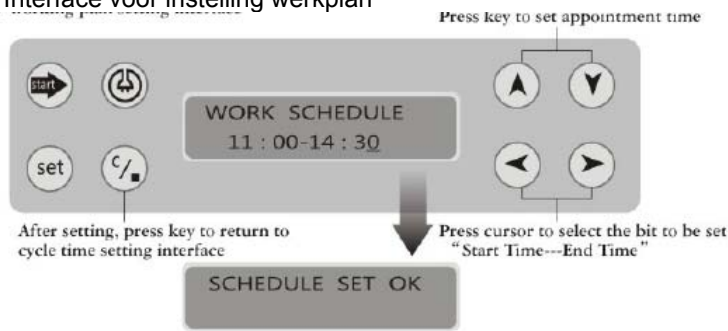 Interface voor instelling werkplan
Press key to set appointment time
start
WORK SCHEDULE
11 : 00-14 : 30
set
C/
After setting, press key to return to
cycle time setting interface
Press cursor to select the bit to be set
“Start Time---End Time”
SCHEDULE SET OK